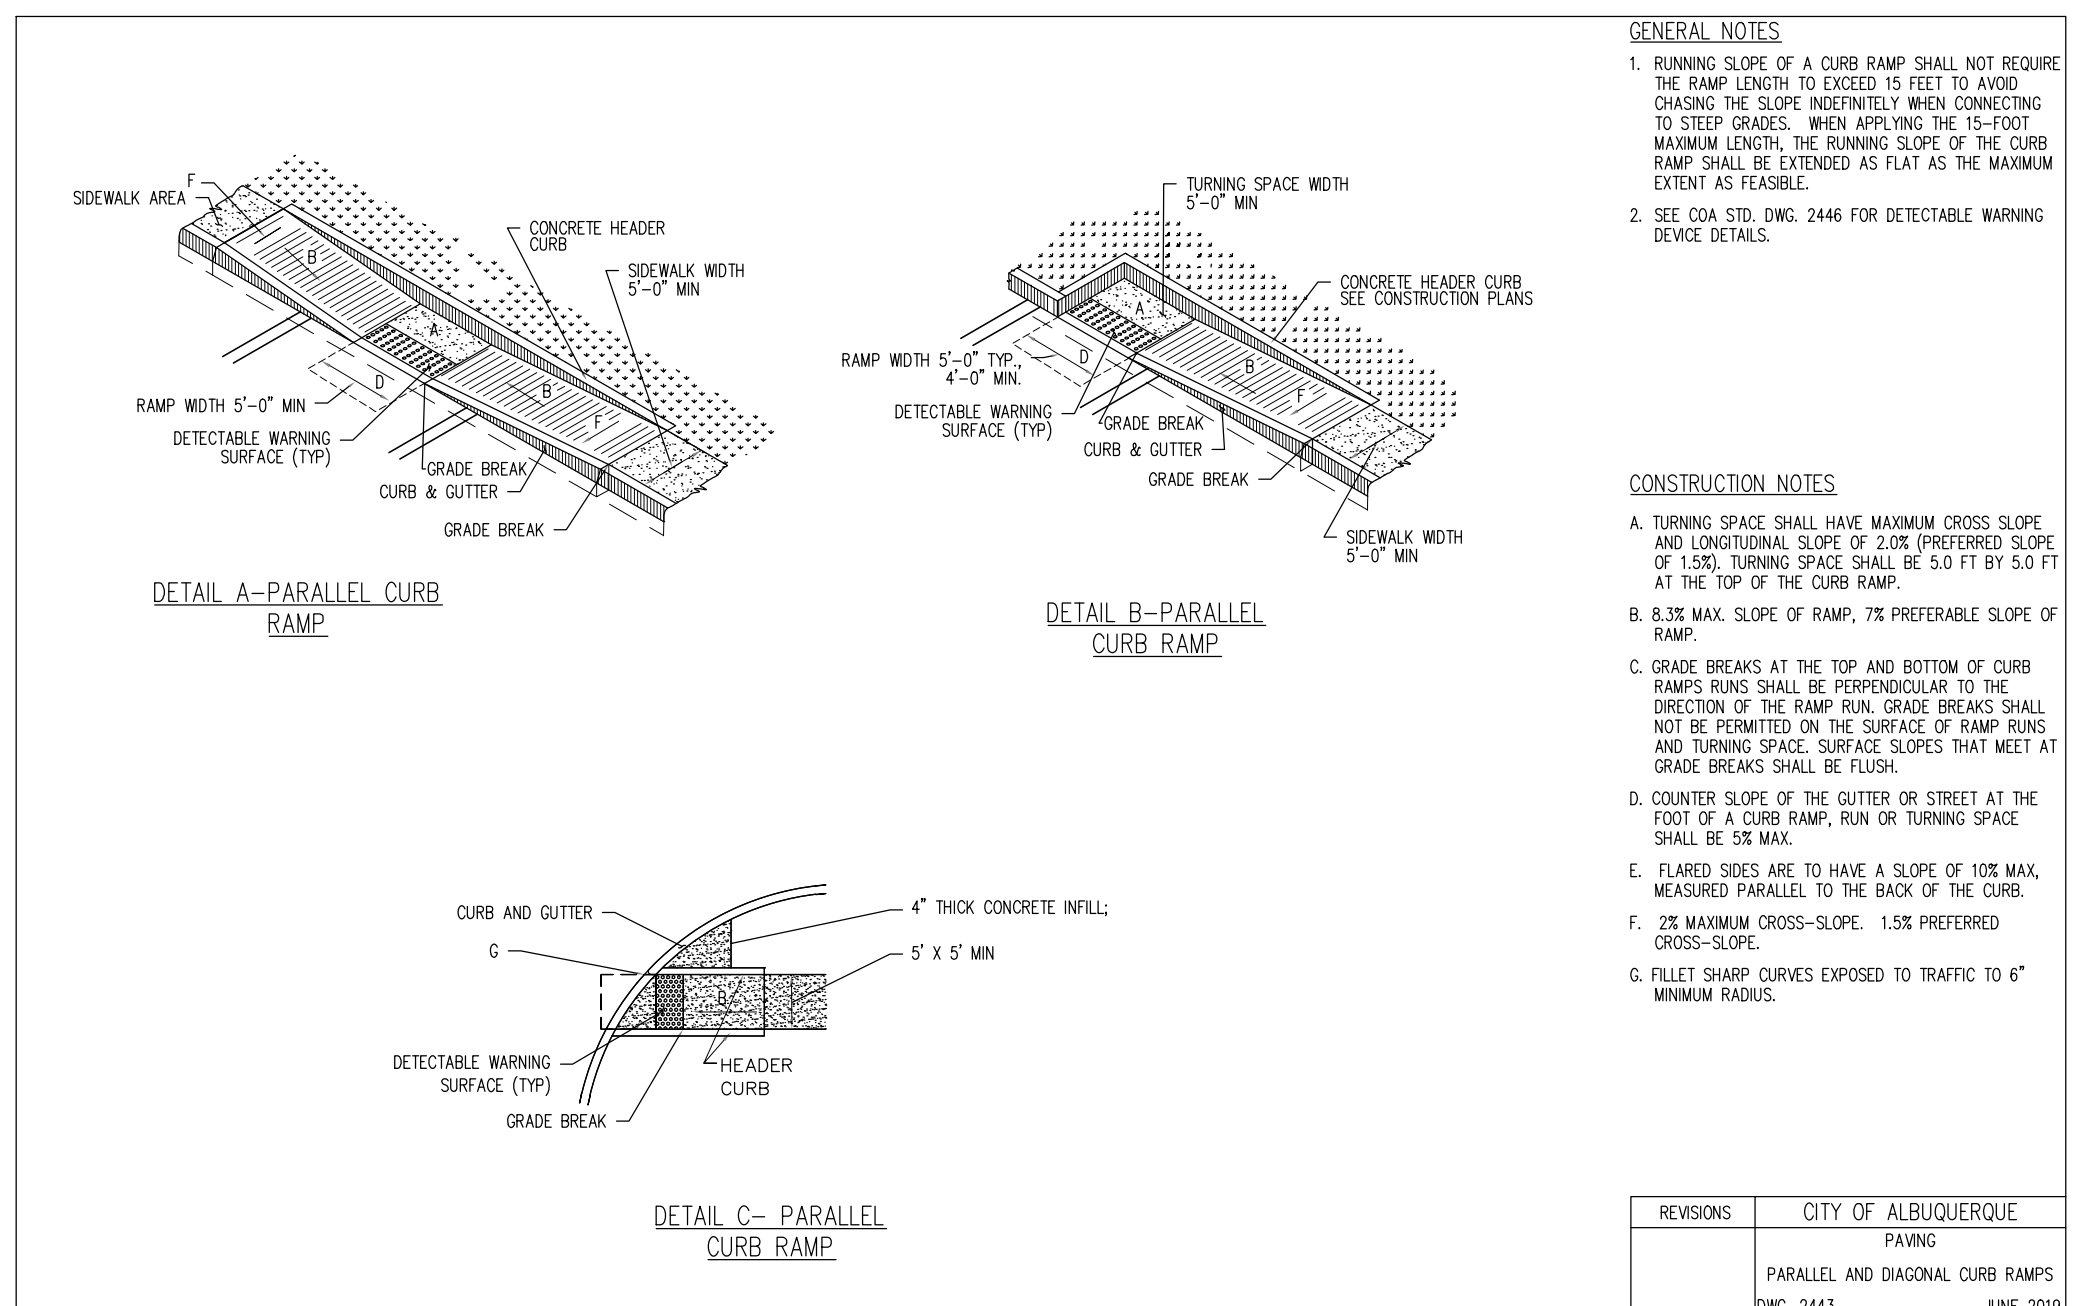 GENERAL NOTES
1. RUNNING SLOPE OF A CURB RAMP SHALL NOT REQUIRE
THE RAMP LENGTH TO EXCEED 15 FEET TO AVOID
CHASING THE SLOPE INDEFINITELY WHEN CONNECTING
TO STEEP GRADES. WHEN APPLYING THE 15-FOOT
MAXIMUM LENGTH, THE RUNNING SLOPE OF THE CURB
RAMP SHALL BE EXTENDED AS FLAT AS THE MAXIMUM
EXTENT AS FEASIBLE.
2. SEE COA STD. DWG. 2446 FOR DETECTABLE WARNING
DEVICE DETAILS.
F
SIDEWALK AREA
B
CONCRETE HEADER
CURB
SIDEWALK WIDTH
5'-0" MIN
A
D
B
F
RAMP WIDTH 5'-0" MIN
DETECTABLE WARNING
SURFACE (TYP)
GRADE BREAK
CURB & GUTTER
GRADE BREAK
DETAIL A-PARALLEL CURB
RAMP
TURNING SPACE WIDTH
5'-0" MIN
CONCRETE HEADER CURB
SEE CONSTRUCTION PLANS
A
D
B
F
RAMP WIDTH 5'-0" TYP.,
4'-0" MIN.
DETECTABLE WARNING
SURFACE (TYP)
GRADE BREAK
CURB & GUTTER
GRADE BREAK
SIDEWALK WIDTH
5'-0" MIN
DETAIL B-PARALLEL
CURB RAMP
CONSTRUCTION NOTES
A. TURNING SPACE SHALL HAVE MAXIMUM CROSS SLOPE
AND LONGITUDINAL SLOPE OF 2.0% (PREFERRED SLOPE
OF 1.5%). TURNING SPACE SHALL BE 5.0 FT BY 5.0 FT
AT THE TOP OF THE CURB RAMP.
B. 8.3% MAX. SLOPE OF RAMP, 7% PREFERABLE SLOPE OF
RAMP.
C. GRADE BREAKS AT THE TOP AND BOTTOM OF CURB
RAMPS RUNS SHALL BE PERPENDICULAR TO THE
DIRECTION OF THE RAMP RUN. GRADE BREAKS SHALL
NOT BE PERMITTED ON THE SURFACE OF RAMP RUNS
AND TURNING SPACE. SURFACE SLOPES THAT MEET AT
GRADE BREAKS SHALL BE FLUSH.
D. COUNTER SLOPE OF THE GUTTER OR STREET AT THE
FOOT OF A CURB RAMP, RUN OR TURNING SPACE
SHALL BE 5% MAX.
E. FLARED SIDES ARE TO HAVE A SLOPE OF 10% MAX,
MEASURED PARALLEL TO THE BACK OF THE CURB.
F. 2% MAXIMUM CROSS-SLOPE. 1.5% PREFERRED
CROSS-SLOPE.
G. FILLET SHARP CURVES EXPOSED TO TRAFFIC TO 6"
MINIMUM RADIUS.
CURB AND GUTTER
G
4" THICK CONCRETE INFILL;
5' X 5' MIN
B
DETECTABLE WARNING
SURFACE (TYP)
HEADER
CURB
GRADE BREAK
DETAIL C- PARALLEL
CURB RAMP
REVISIONS
CITY OF ALBUQUERQUE
PAVING
PARALLEL AND DIAGONAL CURB RAMPS
DWG. 2443 JUNE 2019